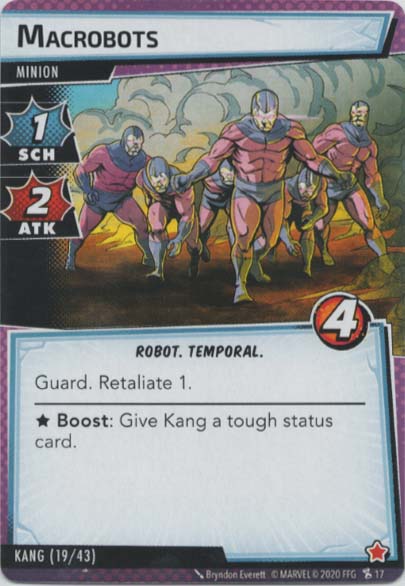 MACROBOTS
MINION
1
SCH
2
ATK
4
ROBOT. TEMPORAL.
Guard. Retaliate 1.
★ Boost: Give Kang a tough status
card.
KANG (19/43)
Bryndon Everett © MARVEL © 2020 FFG 17